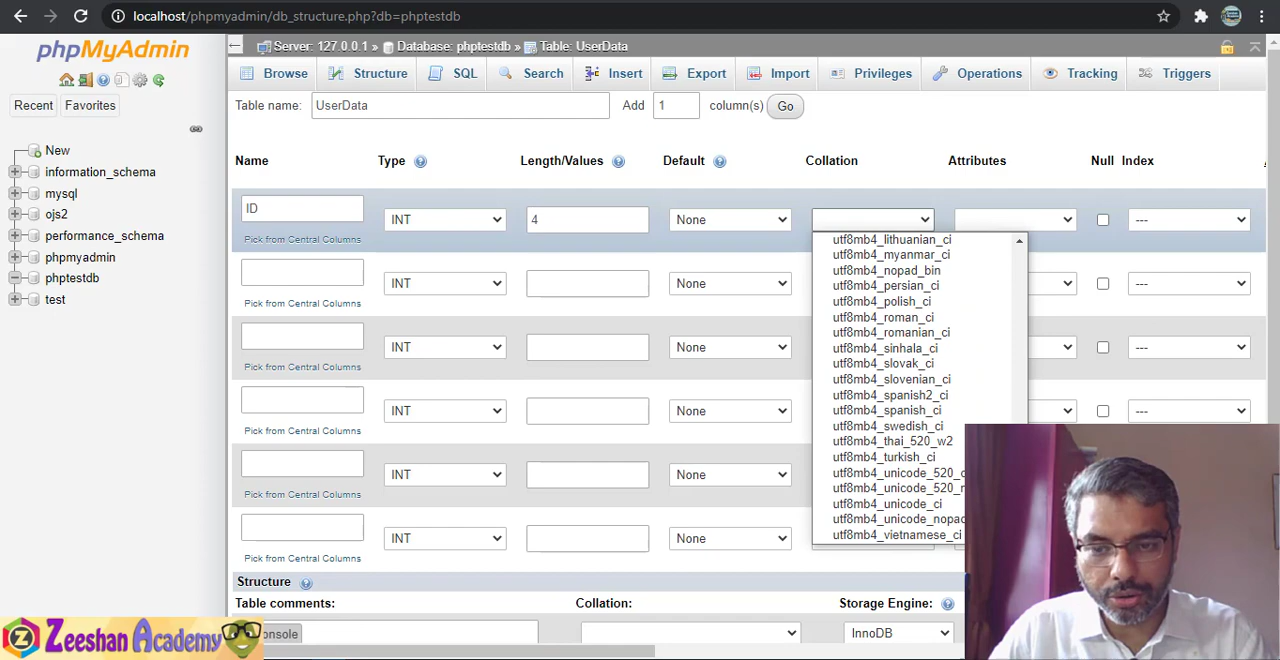 localhost/phpmyadmin/db_structure.php?db=phptestdb
phpMyAdmin
Recent Favorites
New
information_schema
mysql
ojs2
performance_schema
phpmyadmin
phptestdb
test
Server: 127.0.0.1 » Database: phptestdb » Table: UserData
Browse Structure SQL Search Insert Export Import Privileges Operations Tracking Triggers
Table name: UserData Add 1 column(s) Go
Name Type Length/Values Default Collation Attributes Null Index
ID INT 4 None ---
Pick from Central Columns
INT None ---
Pick from Central Columns
INT None ---
Pick from Central Columns
INT None ---
Pick from Central Columns
INT None
Pick from Central Columns
INT None
Pick from Central Columns
utf8mb4_lithuanian_ci
utf8mb4_myanmar_ci
utf8mb4_nopad_bin
utf8mb4_persian_ci
utf8mb4_polish_ci
utf8mb4_roman_ci
utf8mb4_romanian_ci
utf8mb4_sinhala_ci
utf8mb4_slovak_ci
utf8mb4_slovenian_ci
utf8mb4_spanish2_ci
utf8mb4_spanish_ci
utf8mb4_swedish_ci
utf8mb4_thai_520_w2
utf8mb4_turkish_ci
utf8mb4_unicode_520_
utf8mb4_unicode_520_
utf8mb4_unicode_ci
utf8mb4_unicode_nopad
utf8mb4_vietnamese_ci
Structure
Table comments: Collation: Storage Engine:
onsole InnoDB
Zeeshan Academy